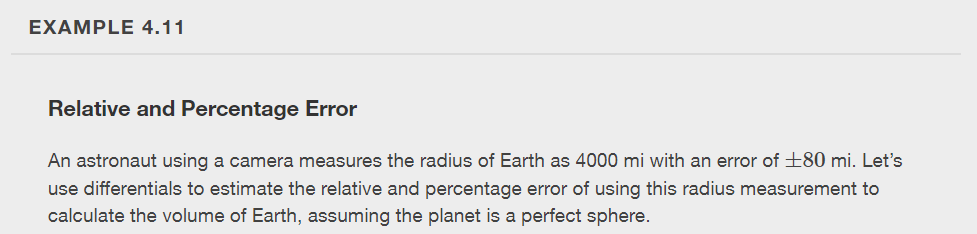 EXAMPLE 4.11
Relative and Percentage Error
An astronaut using a camera measures the radius of Earth as 4000 mi with an error of ±80 mi. Let’s
use differentials to estimate the relative and percentage error of using this radius measurement to
calculate the volume of Earth, assuming the planet is a perfect sphere.